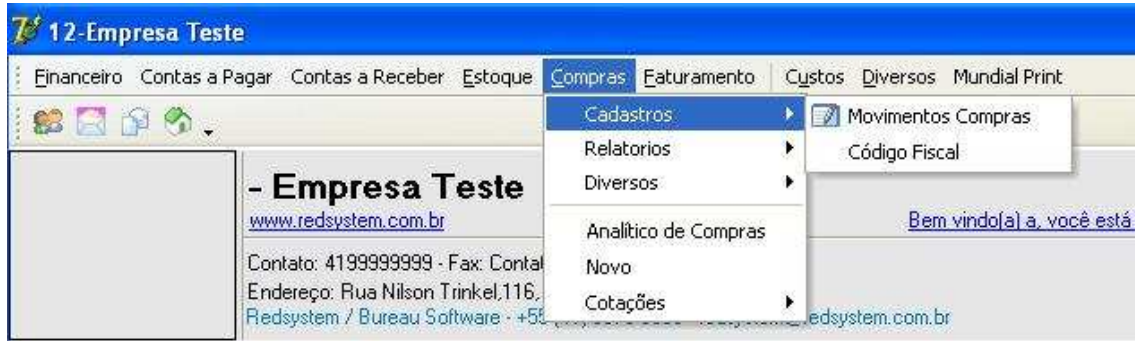 12-Empresa Teste
Financeiro Contas a Pagar Contas a Receber Estoque Compras Faturamento Custos Diversos Mundial Print
Cadastros
Movimentos Compras
Relatorios
Código Fiscal
Diversos
Analítico de Compras
Novo
Cotações
- Empresa Teste
www.redsystem.com.br
Bem vindo(a) a, você está
Contato: 4199999999 - Fax:
Endereço: Rua Nilson Trinkel,116,
Redsystem / Bureau Software - +55
edsystem.com.br